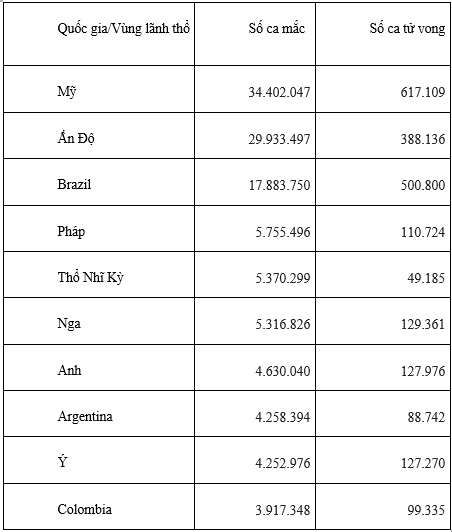 Quốc gia/Vùng lãnh thổ Số ca mắc Số ca tử vong
Mỹ 34.402.047 617.109
Ấn Độ 29.933.497 388.136
Brazil 17.883.750 500.800
Pháp 5.755.496 110.724
Thổ Nhĩ Kỳ 5.370.299 49.185
Nga 5.316.826 129.361
Anh 4.630.040 127.976
Argentina 4.258.394 88.742
Ý 4.252.976 127.270
Colombia 3.917.348 99.335